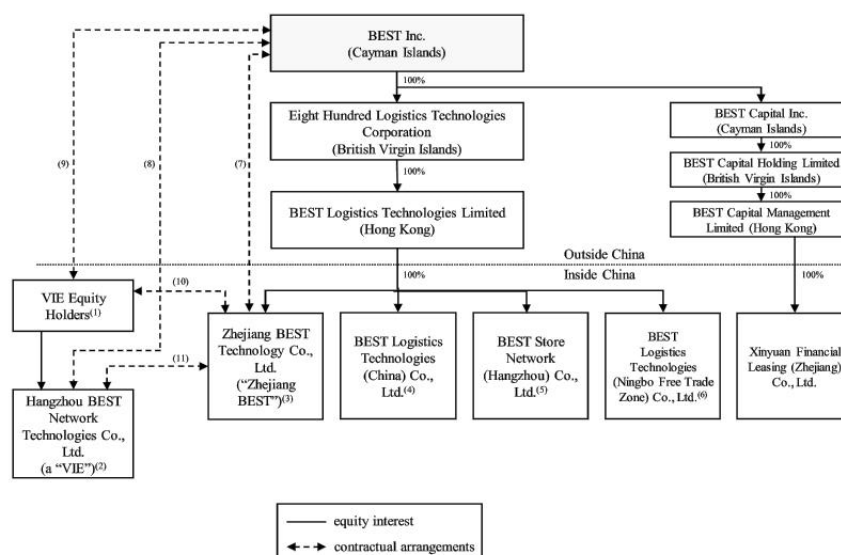 BEST Inc.
(Cayman Islands)
100%
Eight Hundred Logistics Technologies
Corporation
(British Virgin Islands)
BEST Capital Inc.
(Cayman Islands)
100%
(9)
(8)
(7)
100%
BEST Capital Holding Limited
(British Virgin Islands)
100%
BEST Logistics Technologies Limited
(Hong Kong)
BEST Capital Management
Limited (Hong Kong)
Outside China
Inside China
100%
100%
(10)
VIE Equity
Holders(1)
(11)
Zhejiang BEST
Technology Co.,
Ltd.
(“Zhejiang
BEST”)(3)
BEST Logistics
Technologies
(China) Co.,
Ltd.(4)
BEST Store
Network
(Hangzhou) Co.,
Ltd.(5)
BEST
Logistics
Technologies
(Ningbo Free Trade
Zone) Co., Ltd.(6)
Xinyuan Financial
Leasing (Zhejiang)
Co., Ltd.
Hangzhou BEST
Network
Technologies Co.,
Ltd.
(a “VIE”)(2)
equity interest
contractual arrangements